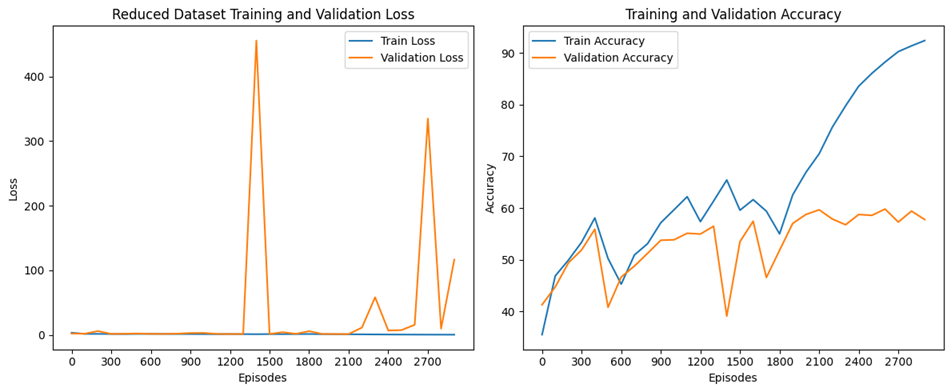 Reduced Dataset Training and Validation Loss
Train Loss
Validation Loss
400
300
200
100
0
Loss
0 300 600 900 1200 1500 1800 2100 2400 2700
Episodes
Training and Validation Accuracy
Train Accuracy
Validation Accuracy
90
80
70
60
50
40
Accuracy
0 300 600 900 1200 1500 1800 2100 2400 2700
Episodes